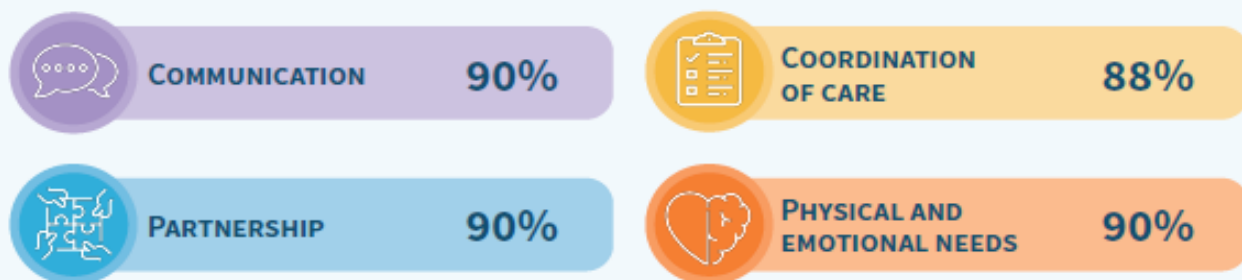 Communication 90%
Coordination
of care 88%
Partnership 90%
Physical and
emotional needs 90%